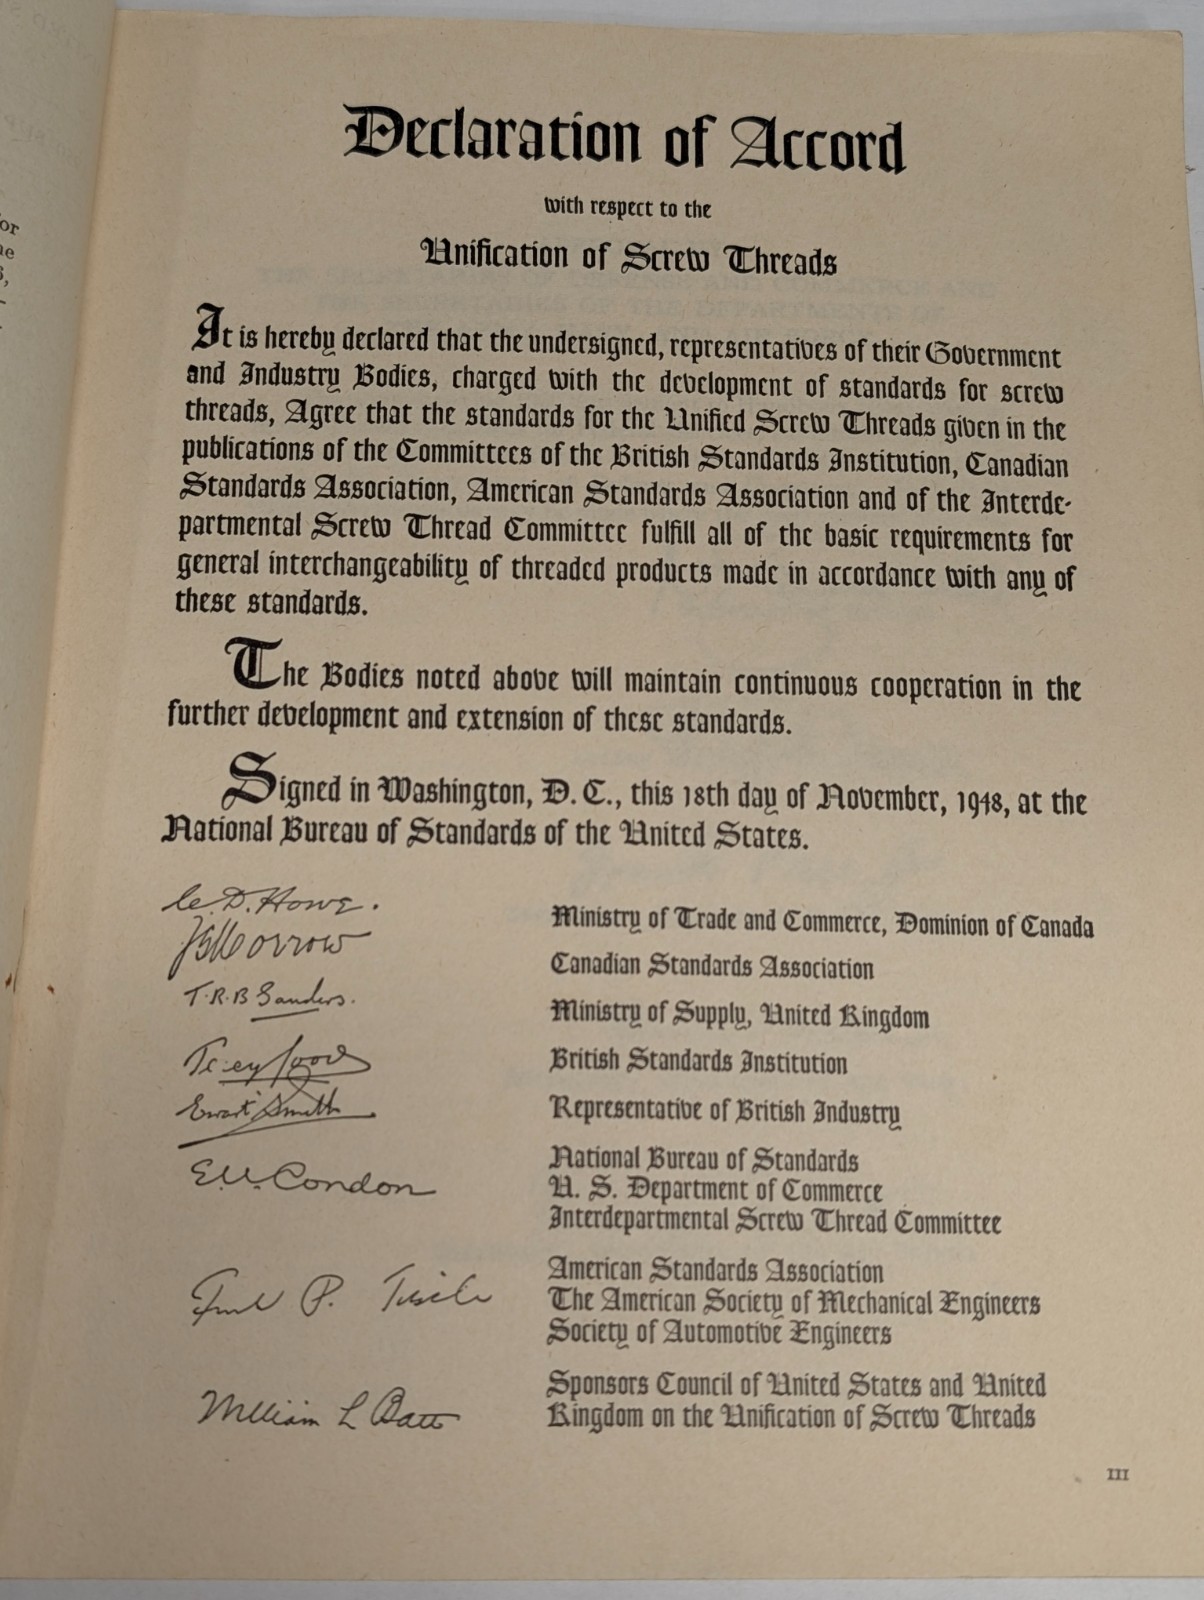 or
Declaration of Accord
with respect to the
Unification of Screw Threads
It is hereby declared that the undersigned, representatives of their Government
and Industry Bodies, charged with the development of standards for screw
threads, Agree that the standards for the Unified Screw Threads given in the
publications of the Committees of the British Standards Institution, Canadian
Standards Association, American Standards Association and of the Interde-
partmental Screw Thread Committee fulfill all of the basic requirements for
general interchangeability of threaded products made in accordance with any of
these standards.
The Bodies noted above will maintain continuous cooperation in the
further development and extension of these standards.
Signed in Washington, D. C., this 18th day of November, 1948, at the
National Bureau of Standards of the United States.
C. D. Howe.
Ministry of Trade and Commerce, Dominion of Canada
Morrow
Canadian Standards Association
T.R.B Sanders.
Ministry of Supply, United Kingdom
British Standards Institution
Ewart Smith
Representative of British Industry
E.U. Condon
National Bureau of Standards
U. S. Department of Commerce
Interdepartmental Screw Thread Committee
P.
American Standards Association
The American Society of Mechanical Engineers
Society of Automotive Engineers
William L Batt
Sponsors Council of United States and United
Kingdom on the Unification of Screw Threads
III